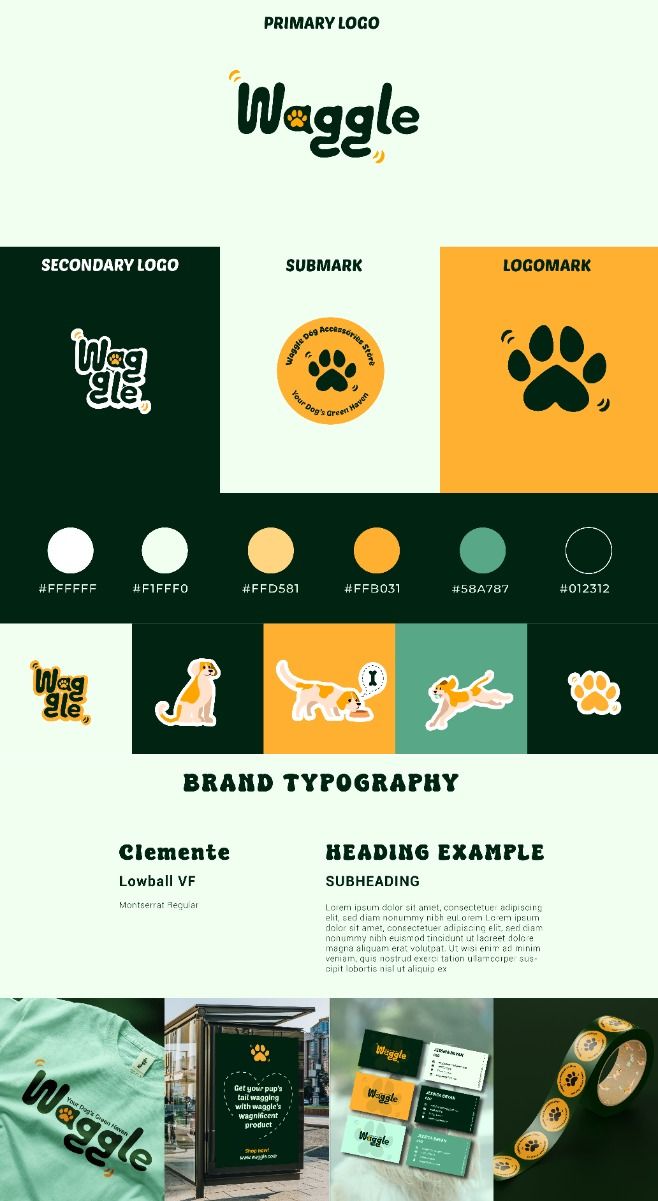 PRIMARY LOGO
Waggle
SECONDARY LOGO
SUBMARK
LOGOMARK
Wag
gle
Waggle Dog Accessories Store
Your Dog's Green Haven
#FFFFFF
#F1FFF0
#FFD581
#FFB031
#58A787
#012312
Wag
gle
BRAND TYPOGRAPHY
Clemente
Lowball VF
Montserrat Regular
HEADING EXAMPLE
SUBHEADING
Lorem ipsum dolor sit amet, consectetuer adipiscing
elit, sed diam nonummy nibh euLorem Lorem ipsum
dolor sit amet, consectetuer adipiscing elit, sed diam
nonummy nibh euismod tincidunt ut laoreet dolore
magna aliquam erat volutpat. Ut wisi enim ad minim
veniam, quis nostrud exerci tation ullamcorper sus-
cipit lobortis nisl ut aliquip ex
Your Dog's Green Haven
Waggle
Get your pup's
tail wagging
with waggle's
wagnificent
product
Shop now!
Waggle
Waggle
Waggle